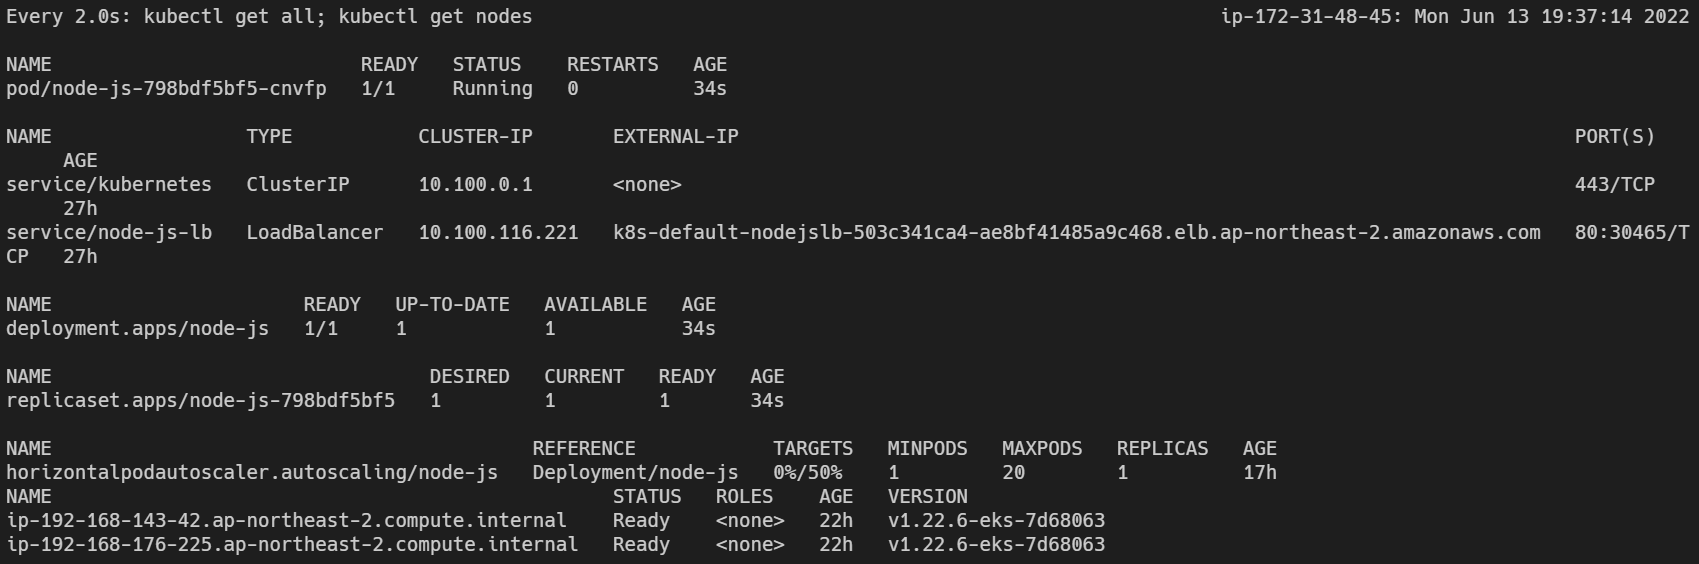 Every 2.0s: kubectl get all; kubectl get nodes ip-172-31-48-45: Mon Jun 13 19:37:14 2022
NAME READY STATUS RESTARTS AGE
pod/node-js-798bdf5bf5-cnvfp 1/1 Running 0 34s
NAME TYPE CLUSTER-IP EXTERNAL-IP PORT(S)
AGE
service/kubernetes ClusterIP 10.100.0.1 <none> 443/TCP
27h
service/node-js-lb LoadBalancer 10.100.116.221 k8s-default-nodejslb-503c341ca4-ae8bf41485a9c468.elb.ap-northeast-2.amazonaws.com 80:30465/T
CP 27h
NAME READY UP-TO-DATE AVAILABLE AGE
deployment.apps/node-js 1/1 1 1 34s
NAME DESIRED CURRENT READY AGE
replicaset.apps/node-js-798bdf5bf5 1 1 1 34s
NAME REFERENCE TARGETS MINPODS MAXPODS REPLICAS AGE
horizontalpodautoscaler.autoscaling/node-js Deployment/node-js 0%/50% 1 20 1 17h
NAME STATUS ROLES AGE VERSION
ip-192-168-143-42.ap-northeast-2.compute.internal Ready <none> 22h v1.22.6-eks-7d68063
ip-192-168-176-225.ap-northeast-2.compute.internal Ready <none> 22h v1.22.6-eks-7d68063